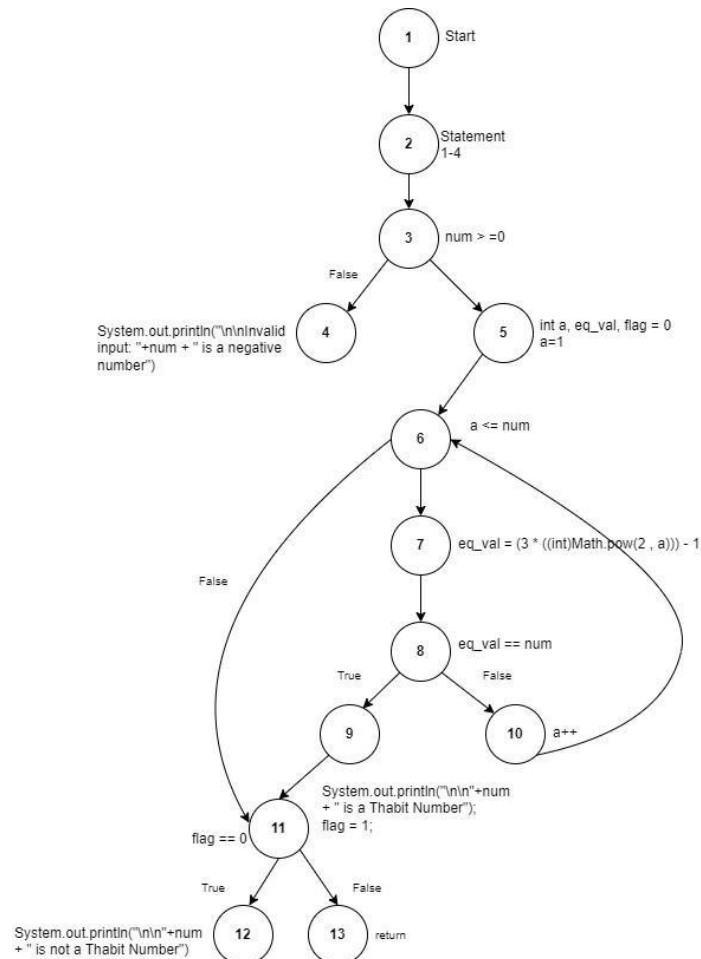 1
Start
2
Statement
1-4
3
num > =0
False
System.out.println("\n\nInvalid
input: "+num + " is a negative
number")
4
5
int a, eq_val, flag = 0
a=1
6
a <= num
7
eq_val = (3 * ((int)Math.pow(2 , a))) - 1
False
8
eq_val == num
True
False
9
10
a++
System.out.println("\n\n"+num
+ " is a Thabit Number");
flag = 1;
11
flag == 0
True
False
System.out.println("\n\n"+num
+ " is not a Thabit Number")
12
13
return